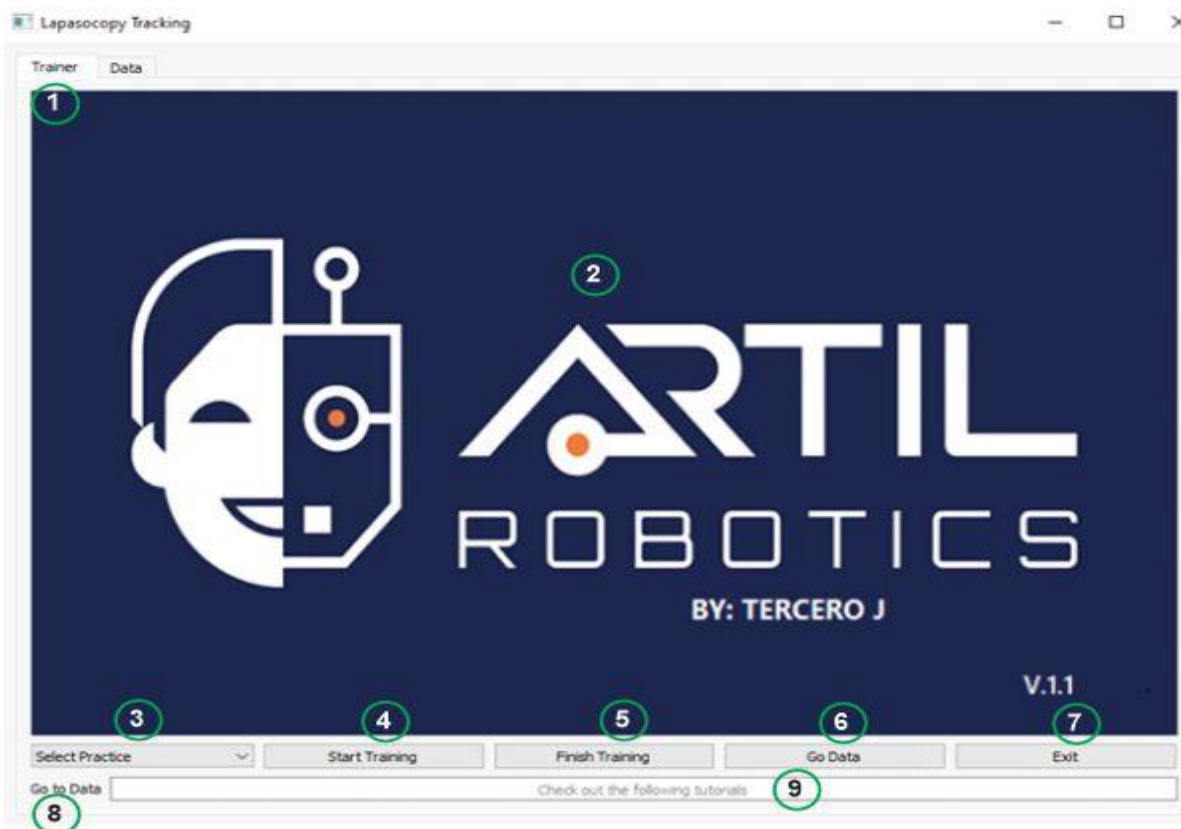 Lapasocopy Tracking
Trainer Data
1
2
ARTIL
ROBOTICS
BY: TERCERO J
V.1.1
3 4 5 6 7
Select Practice Start Training Finish Training Go Data Exit
Go to Data Check out the following tutorials 9
8